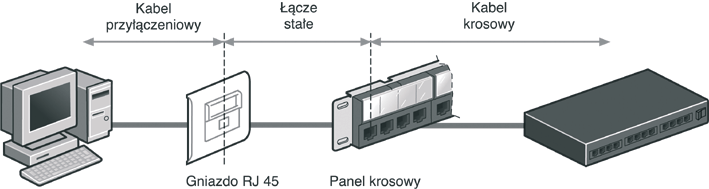 Kabel
przyłączeniowy
Łącze
stałe
Kabel
krosowy
Gniazdo RJ 45
Panel krosowy